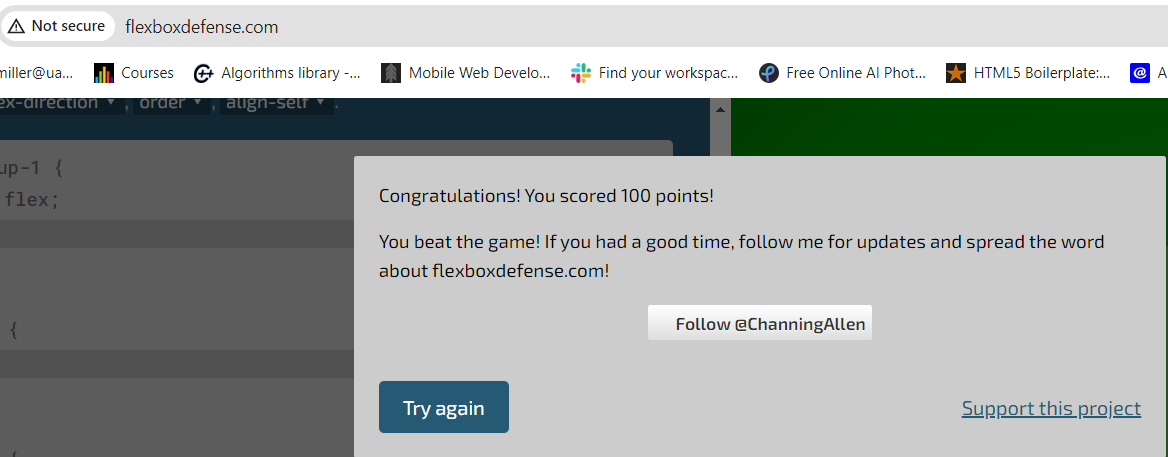 Not secure flexboxdefense.com
miller@ua... Courses Algorithms library -... Mobile Web Develo... Find your workspac... Free Online AI Phot... HTML5 Boilerplate:... A
ex-direction ▾, order ▾, align-self ▾.
up-1 {
flex;
Congratulations! You scored 100 points!
You beat the game! If you had a good time, follow me for updates and spread the word
about flexboxdefense.com!
{
Follow @ChanningAllen
Try again Support this project
{